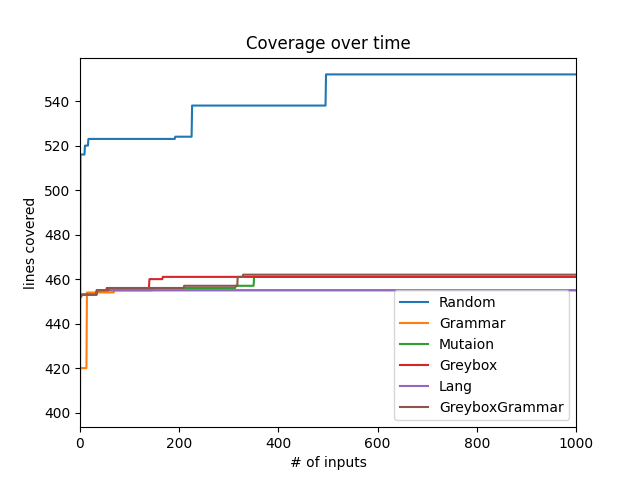 Coverage over time
lines covered
540
520
500
480
460
440
420
400
0 200 400 600 800 1000
# of inputs
Random
Grammar
Mutaion
Greybox
Lang
GreyboxGrammar